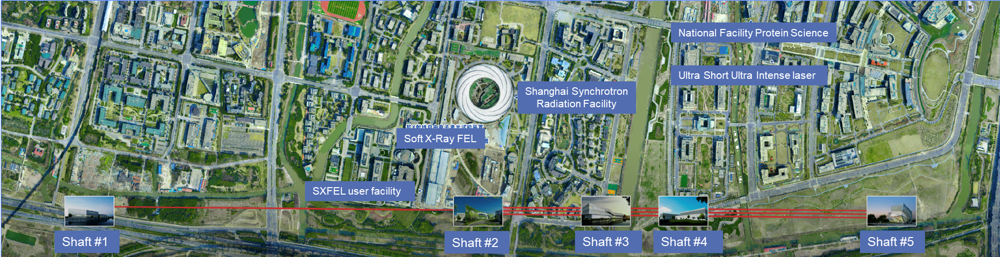 National Facility Protein Science
Ultra Short Ultra Intense laser
Shanghai Synchrotron
Radiation Facility
Soft X-Ray FEL
SXFEL user facility
Shaft #1
Shaft #2
Shaft #3
Shaft #4
Shaft #5